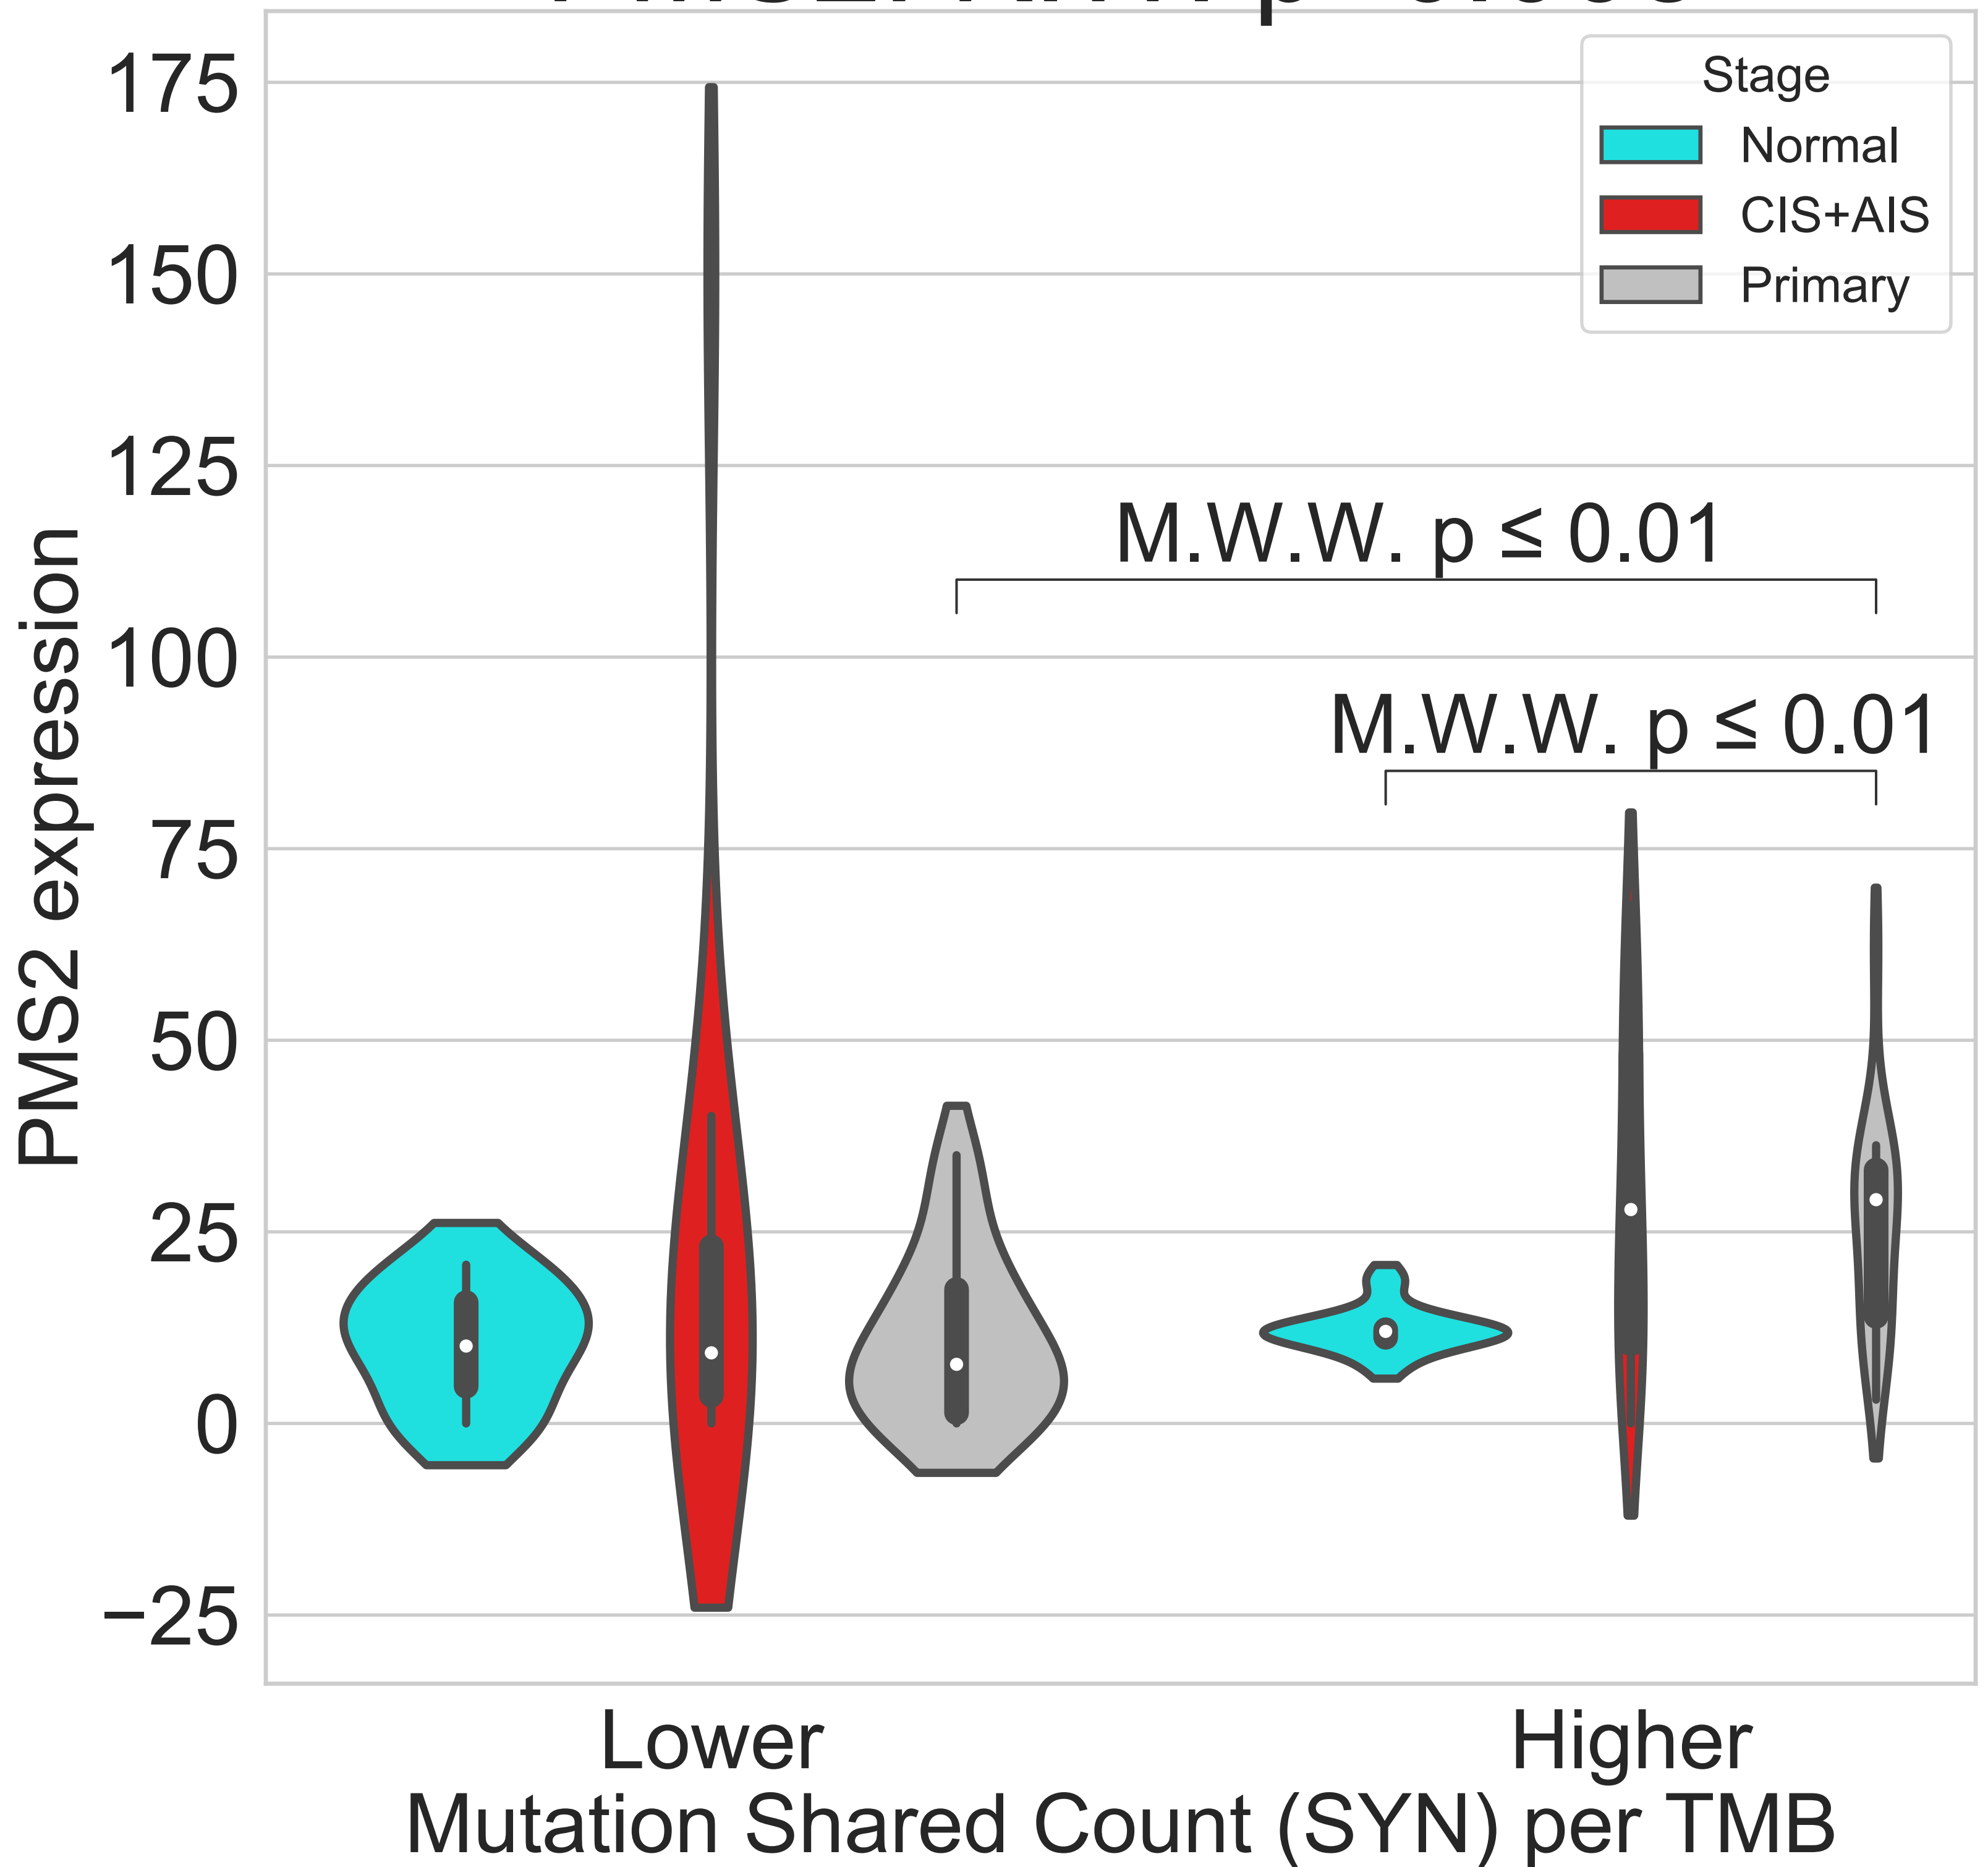 175
150
125
100
75
50
25
0
−25
PMS2 expression
Stage
Normal
CIS+AIS
Primary
M.W.W. p ≤ 0.01
M.W.W. p ≤ 0.01
Lower
Higher
Mutation Shared Count (SYN) per TMB